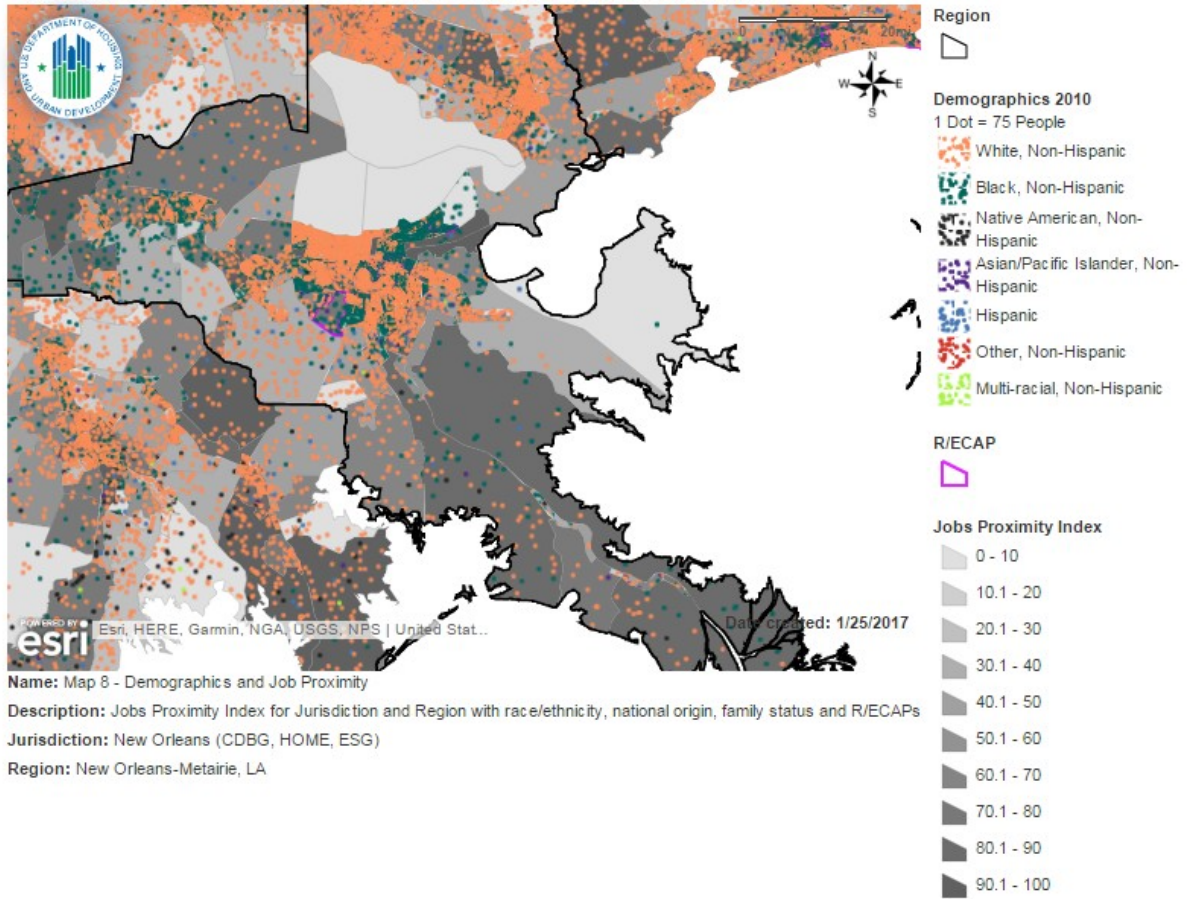 U.S. DEPARTMENT OF HOUSING
AND URBAN DEVELOPMENT
0
20mi
N
W E
S
POWERED BY
esri
Esri, HERE, Garmin, NGA, USGS, NPS | United Stat...
Date created: 1/25/2017
Name: Map 8 - Demographics and Job Proximity
Description: Jobs Proximity Index for Jurisdiction and Region with race/ethnicity, national origin, family status and R/ECAPs
Jurisdiction: New Orleans (CDBG, HOME, ESG)
Region: New Orleans-Metairie, LA
Region
Demographics 2010
1 Dot = 75 People
White, Non-Hispanic
Black, Non-Hispanic
Native American, Non-
Hispanic
Asian/Pacific Islander, Non-
Hispanic
Hispanic
Other, Non-Hispanic
Multi-racial, Non-Hispanic
R/ECAP
Jobs Proximity Index
0 - 10
10.1 - 20
20.1 - 30
30.1 - 40
40.1 - 50
50.1 - 60
60.1 - 70
70.1 - 80
80.1 - 90
90.1 - 100